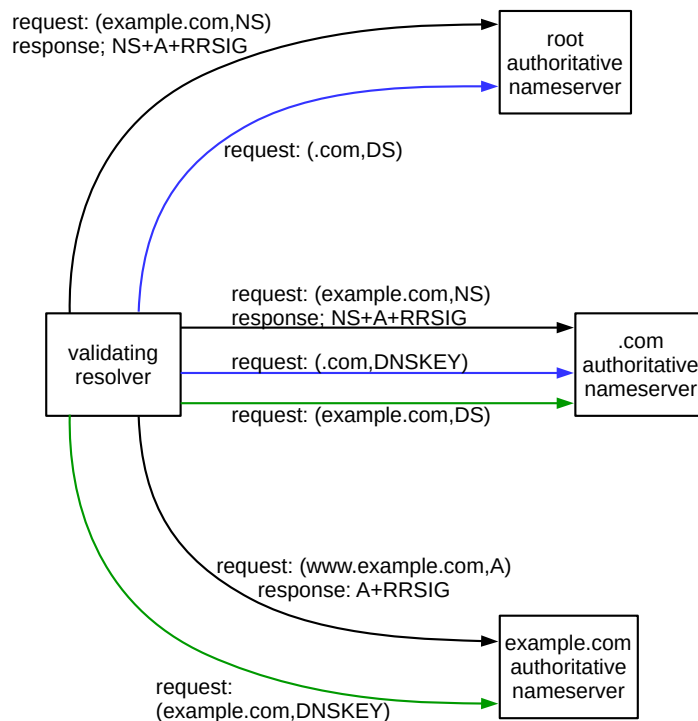 request: (example.com,NS)
response; NS+A+RRSIG
root
authoritative
nameserver
request: (.com,DS)
request: (example.com,NS)
response; NS+A+RRSIG
validating
resolver
request: (.com,DNSKEY)
request: (example.com,DS)
.com
authoritative
nameserver
request: (www.example.com,A)
response: A+RRSIG
example.com
authoritative
nameserver
request:
(example.com,DNSKEY)